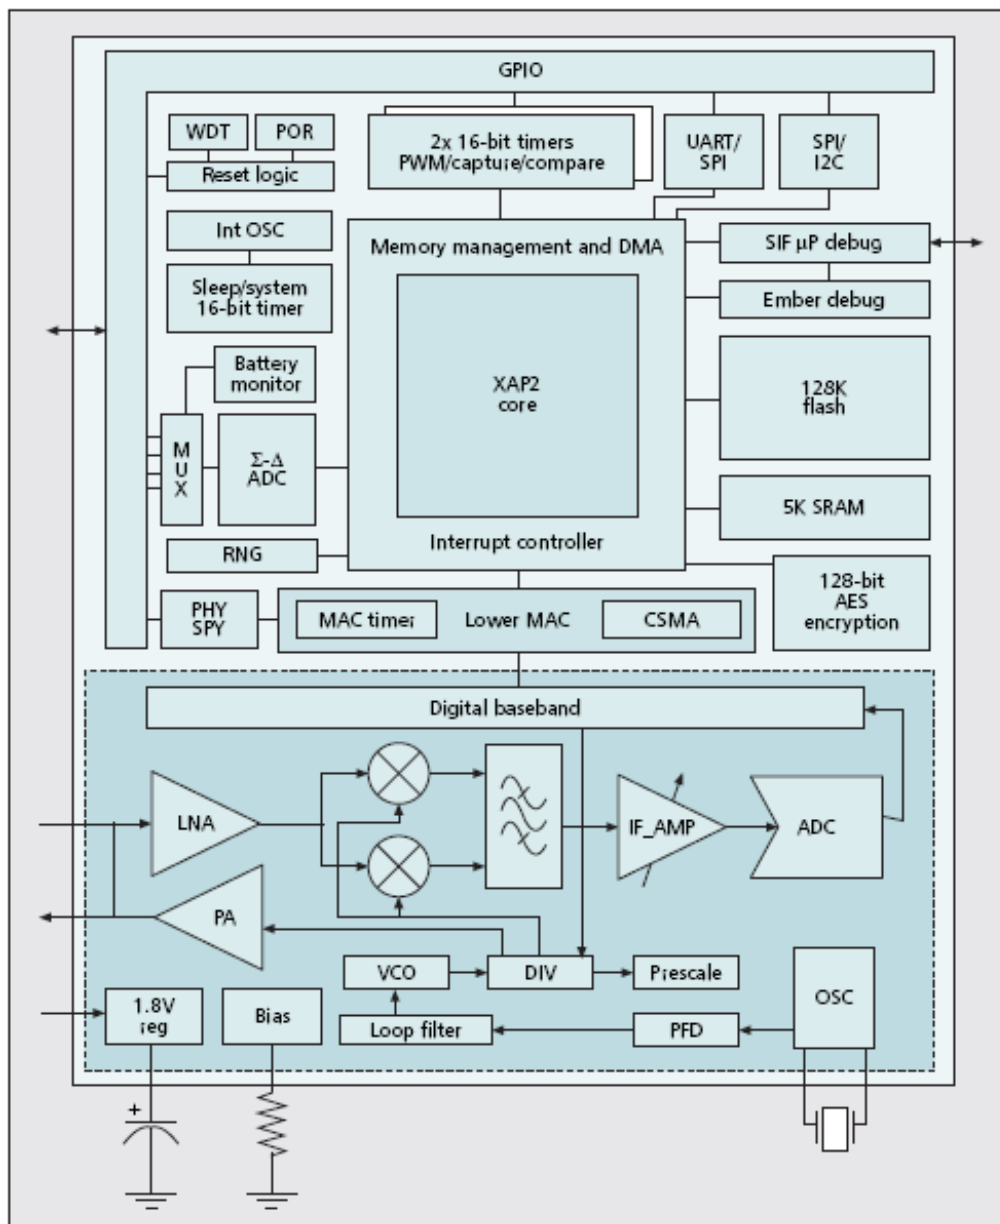 GPIO
WDT
POR
Reset logic
2x 16-bit timers
PWM/capture/compare
UART/
SPI
SPI/
I2C
Int OSC
Sleep/system
16-bit timer
Memory management and DMA
SIF µP debug
Ember debug
Battery
monitor
XAP2
core
128K
flash
M
U
X
Σ-Δ
ADC
5K SRAM
RNG
Interrupt controller
128-bit
AES
encryption
PHY
SPY
MAC timer
Lower MAC
CSMA
Digital baseband
LNA
IF_AMP
ADC
PA
VCO
DIV
Prescale
OSC
1.8V
reg
Bias
Loop filter
PFD
+